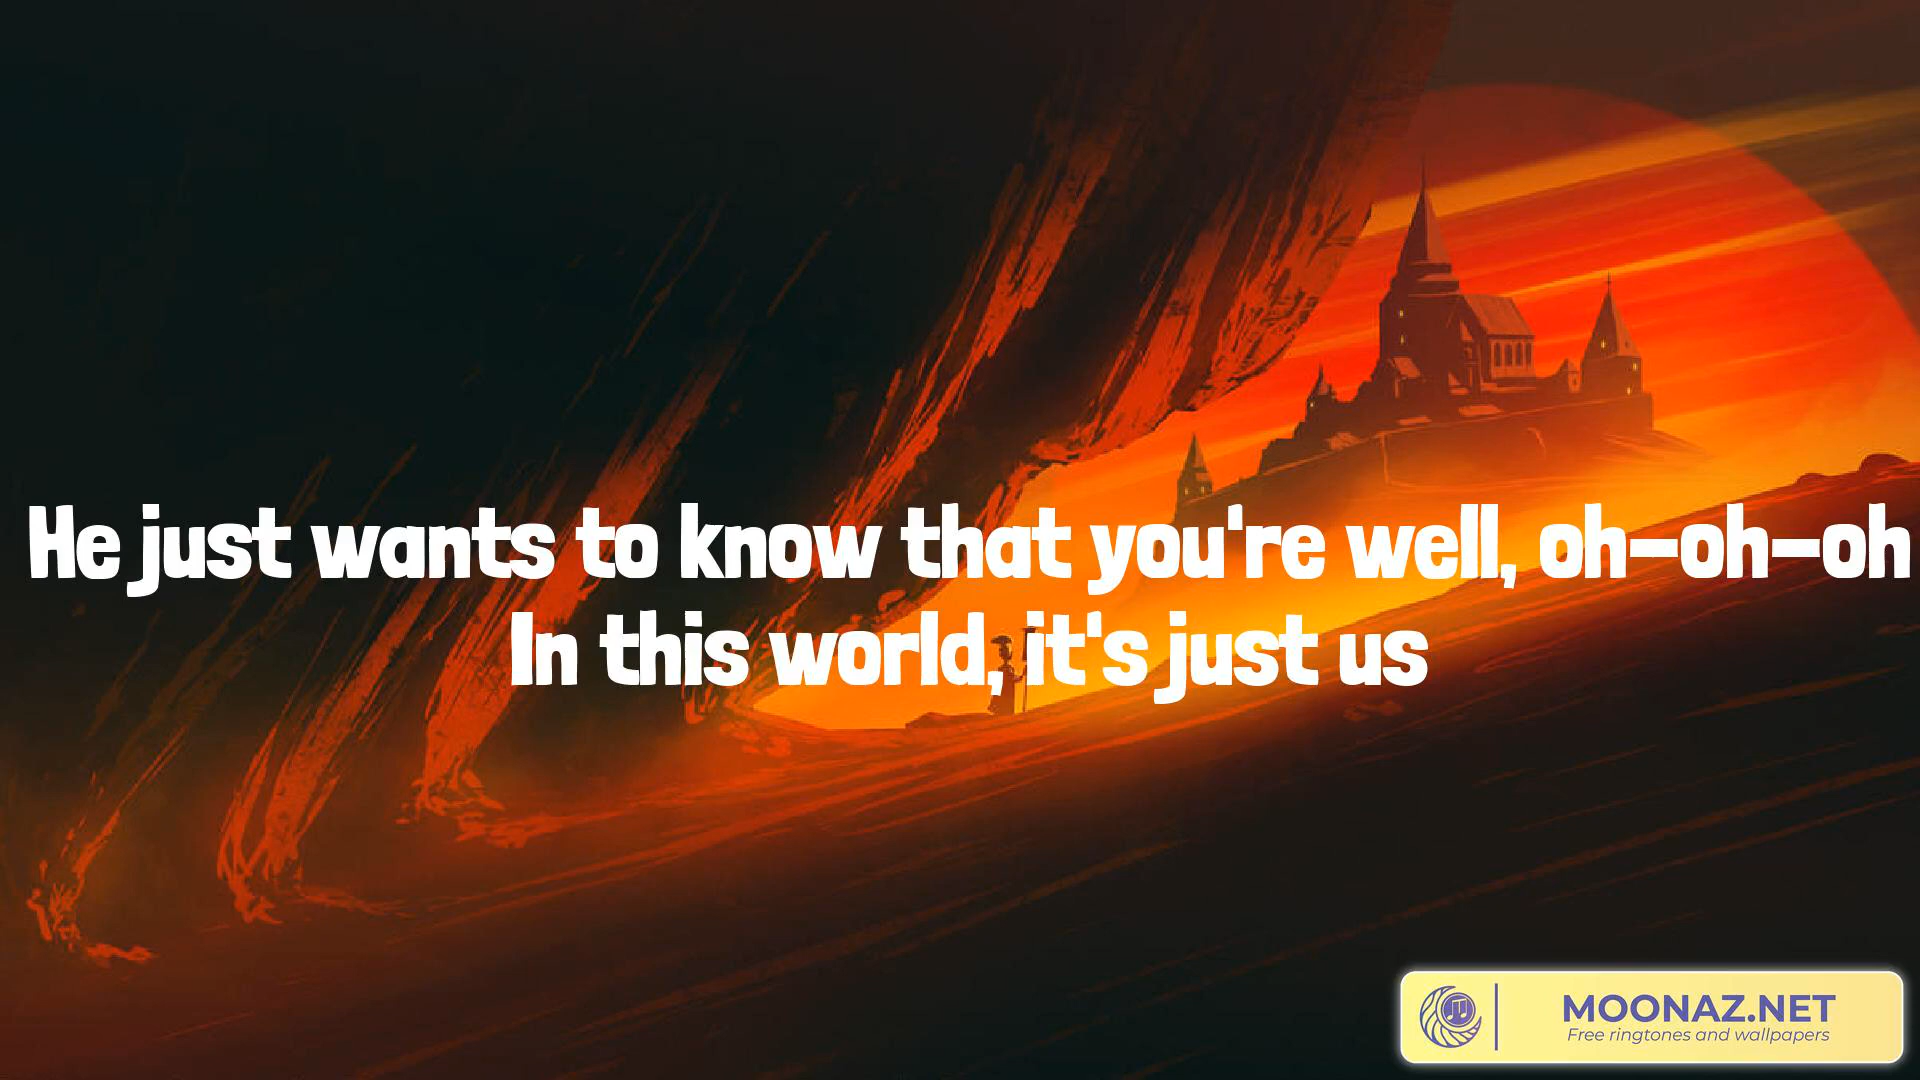 He just wants to know that you're well, oh-oh-oh
In this world, it's just us
MOONAZ.NET
Free ringtones and wallpapers